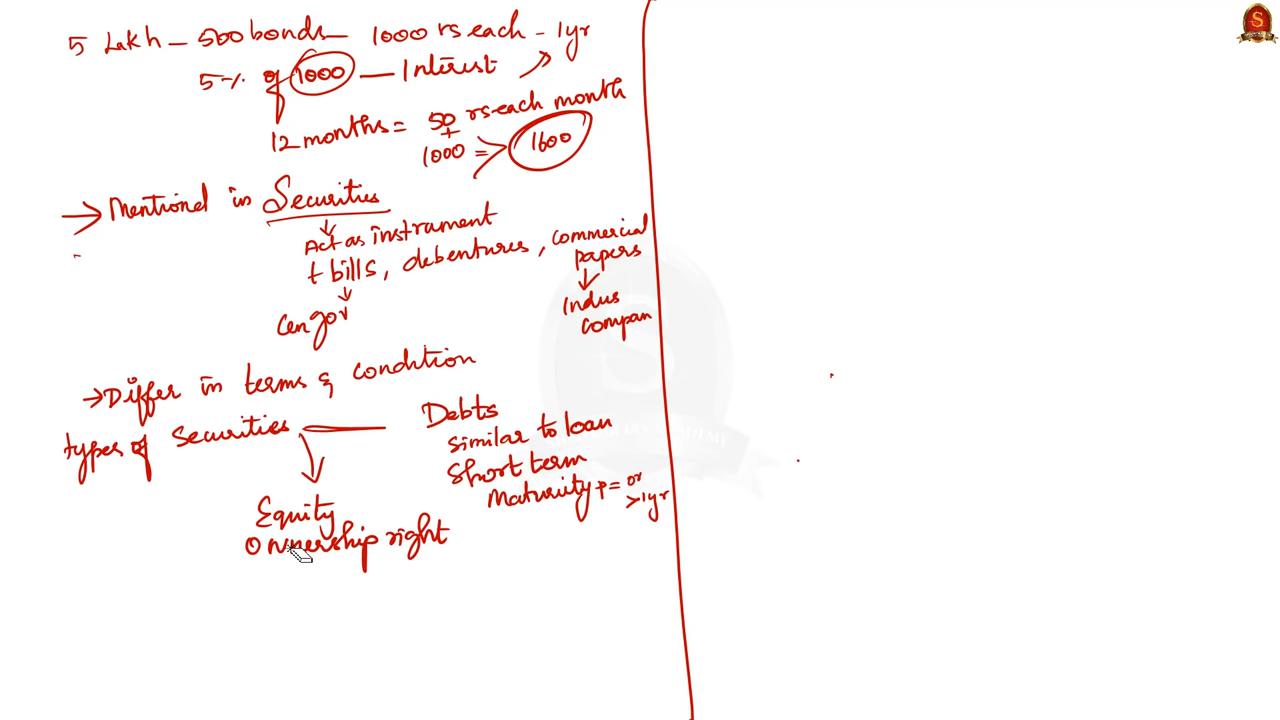 5 Lakh - 500 bonds - 1000 rs each - 1yr
5% of 1000 - Interest
12 months = 50 rs each month
+
1000 = 1600
→ Mentioned in Securities
Act as instrament
t bills, debentures, commercial papers
Cen gov
Indus
Compan
→ Differ in terms & condition
types of Securities
Debts
Similar to loan
Short term
Maturity p = or >1yr
Equity
Ownership right